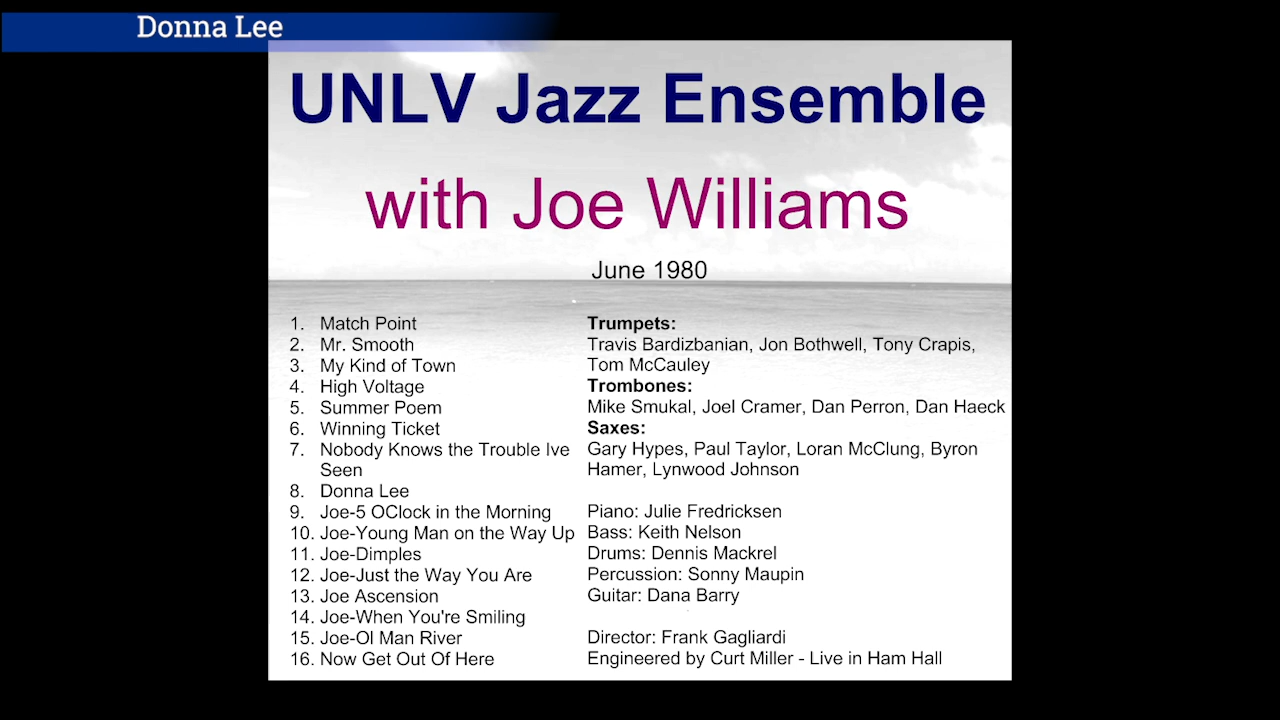 Donna Lee
UNLV Jazz Ensemble
with Joe Williams
June 1980
1. Match Point
2. Mr. Smooth
3. My Kind of Town
4. High Voltage
5. Summer Poem
6. Winning Ticket
7. Nobody Knows the Trouble Ive
Seen
8. Donna Lee
9. Joe-5 OClock in the Morning
10. Joe-Young Man on the Way Up
11. Joe-Dimples
12. Joe-Just the Way You Are
13. Joe Ascension
14. Joe-When You're Smiling
15. Joe-Ol Man River
16. Now Get Out Of Here
Trumpets:
Travis Bardizbanian, Jon Bothwell, Tony Crapis,
Tom McCauley
Trombones:
Mike Smukal, Joel Cramer, Dan Perron, Dan Haeck
Saxes:
Gary Hypes, Paul Taylor, Loran McClung, Byron
Hamer, Lynwood Johnson
Piano: Julie Fredricksen
Bass: Keith Nelson
Drums: Dennis Mackrel
Percussion: Sonny Maupin
Guitar: Dana Barry
Director: Frank Gagliardi
Engineered by Curt Miller - Live in Ham Hall